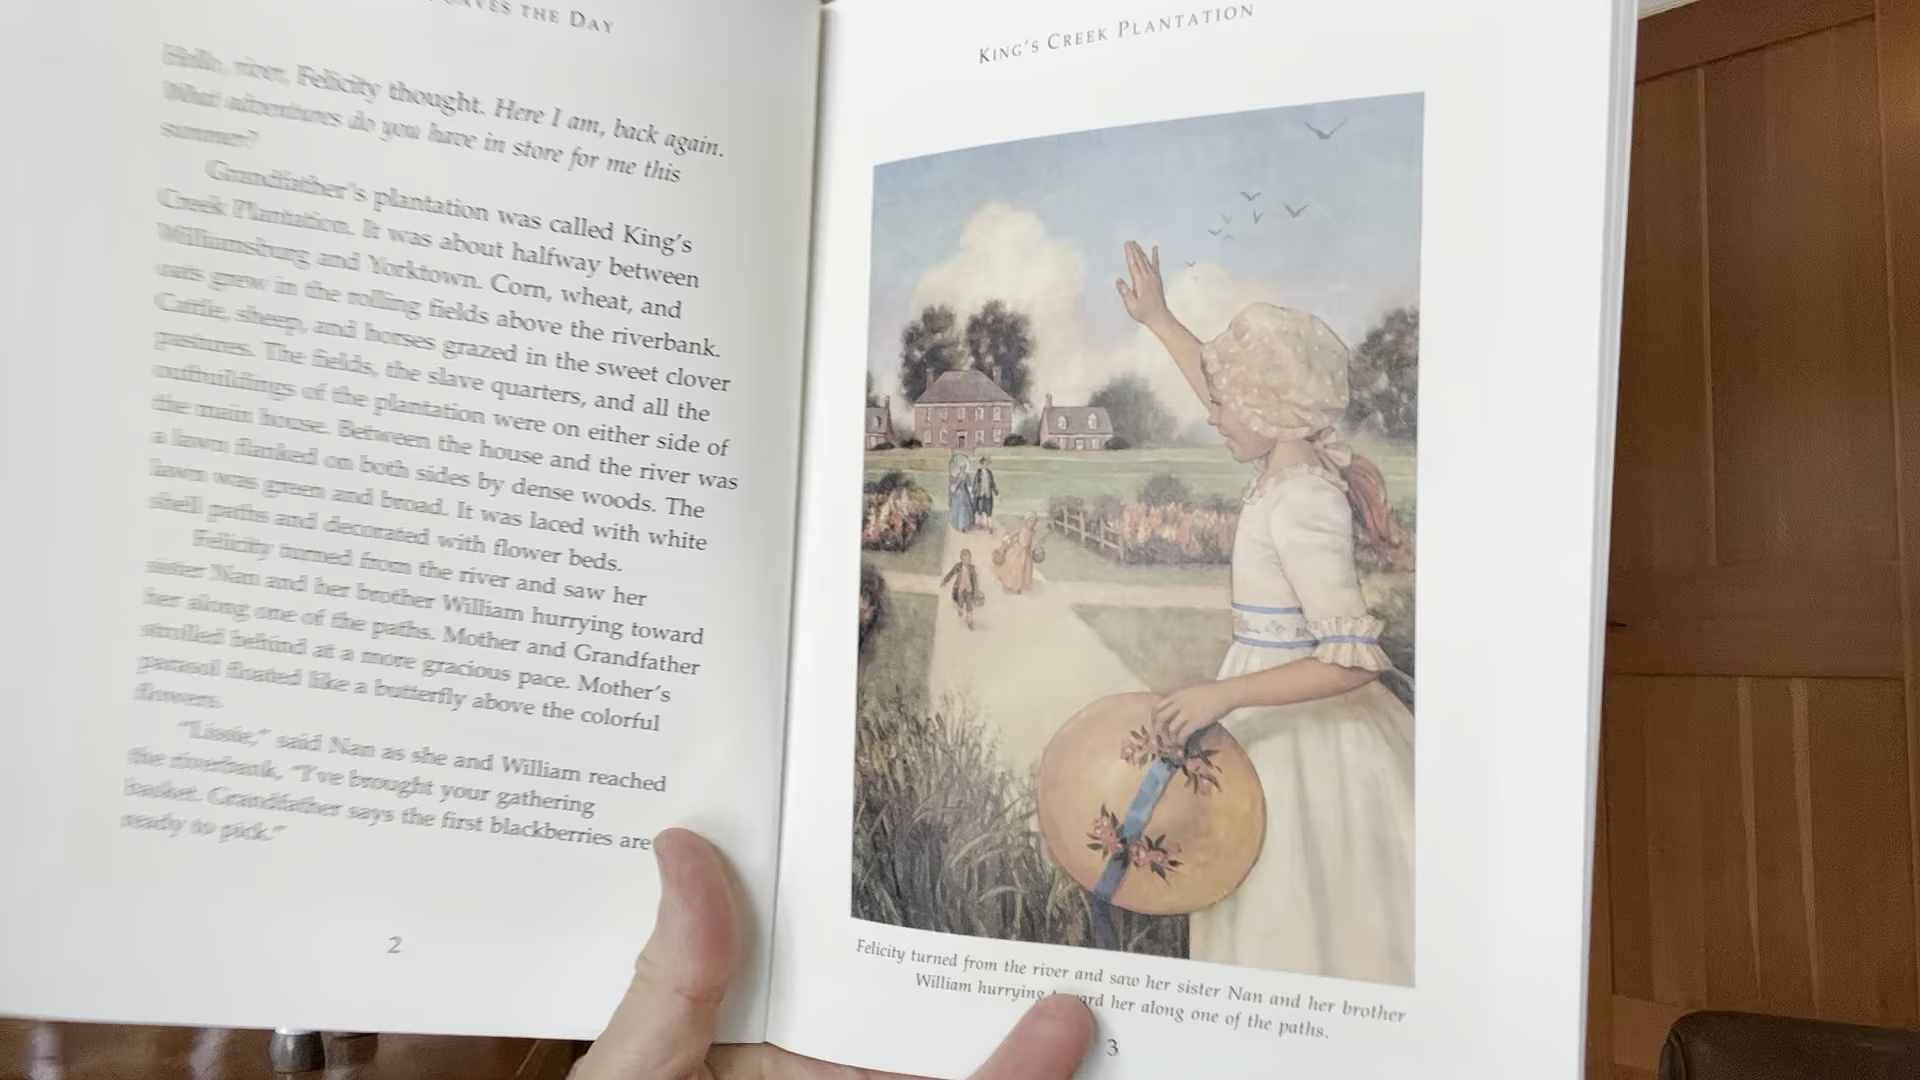 THE DAY
Hello, river, Felicity thought. Here I am, back again.
What adventures do you have in store for me this
summer?
Grandfather's plantation was called King's
Creek Plantation. It was about halfway between
Williamsburg and Yorktown. Corn, wheat, and
oats grew in the rolling fields above the riverbank.
Cattle, sheep, and horses grazed in the sweet clover
pastures. The fields, the slave quarters, and all the
outbuildings of the plantation were on either side of
the main house. Between the house and the river was
a lawn flanked on both sides by dense woods. The
lawn was green and broad. It was laced with white
shell paths and decorated with flower beds.
Felicity turned from the river and saw her
sister Nan and her brother William hurrying toward
her along one of the paths. Mother and Grandfather
strolled behind at a more gracious pace. Mother's
parasol floated like a butterfly above the colorful
flowers.
"Lissie," said Nan as she and William reached
the riverbank, "I've brought your gathering
basket. Grandfather says the first blackberries are
ready to pick."
2
KING'S CREEK PLANTATION
Felicity turned from the river and saw her sister Nan and her brother
William hurrying toward her along one of the paths.
3